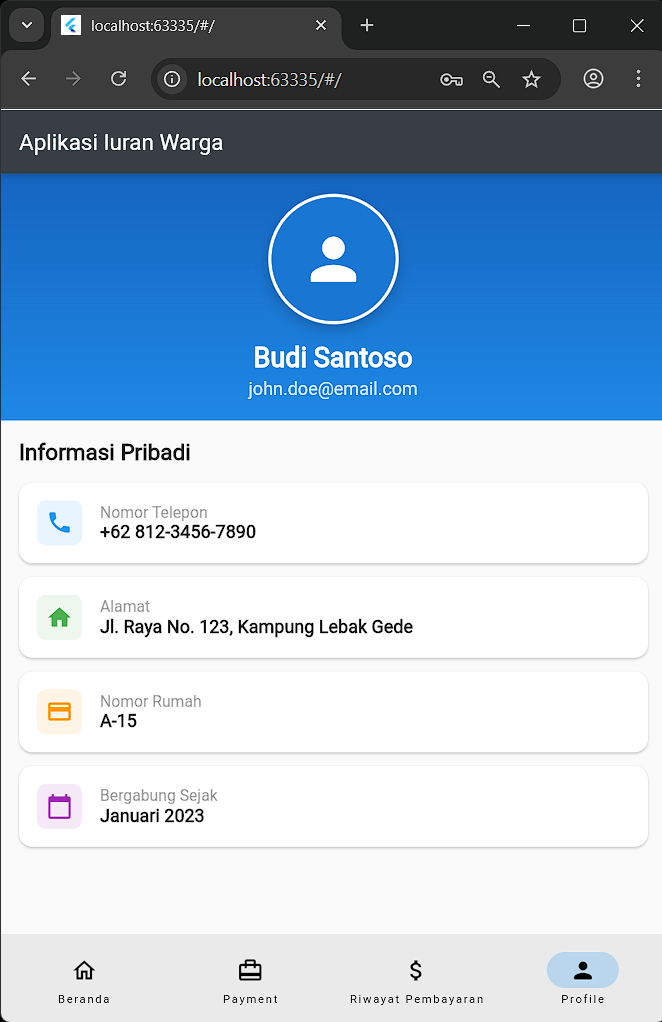 localhost:63335/#/
localhost:63335/#/
Aplikasi Iuran Warga
Budi Santoso
john.doe@email.com
Informasi Pribadi
Nomor Telepon
+62 812-3456-7890
Alamat
Jl. Raya No. 123, Kampung Lebak Gede
Nomor Rumah
A-15
Bergabung Sejak
Januari 2023
Beranda
Payment
Riwayat Pembayaran
Profile